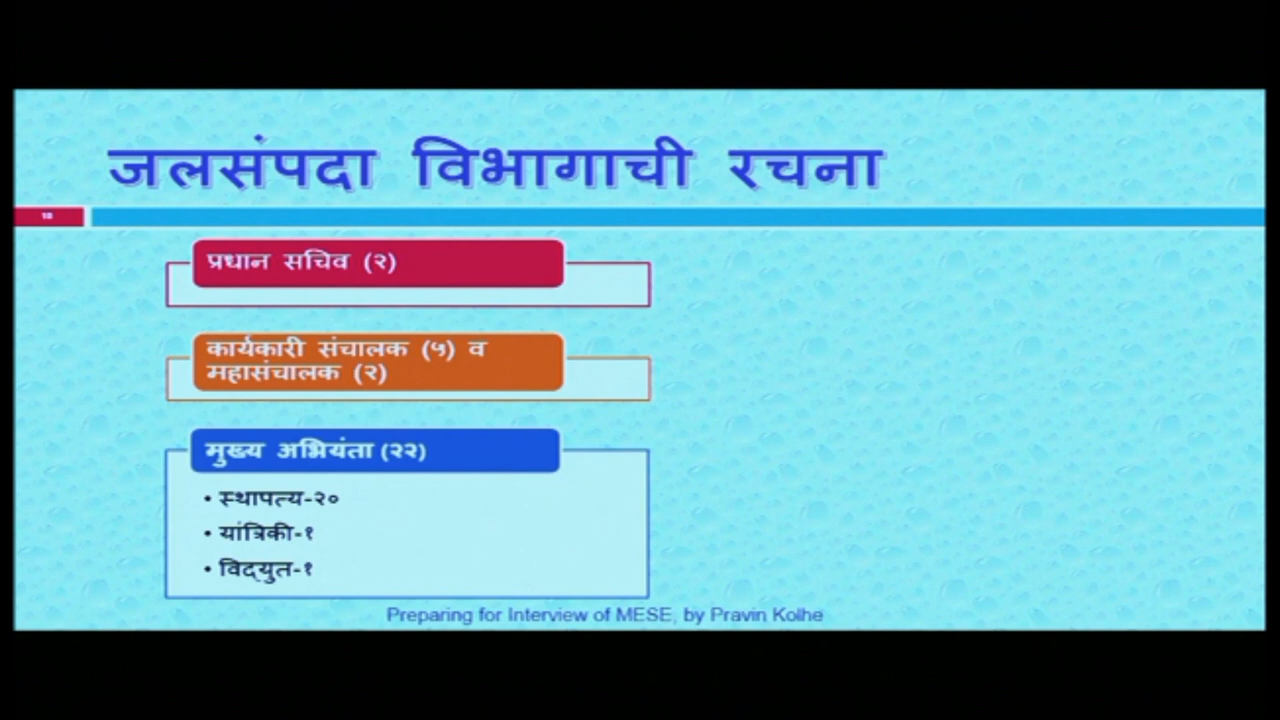 जलसंपदा विभागाची रचना
18
प्रधान सचिव (२)
कार्यकारी संचालक (५) व
महासंचालक (२)
मुख्य अभियंता (२२)
• स्थापत्य-२०
• यांत्रिकी-१
• विद्युत-१
Preparing for Interview of MESE, by Pravin Kolhe